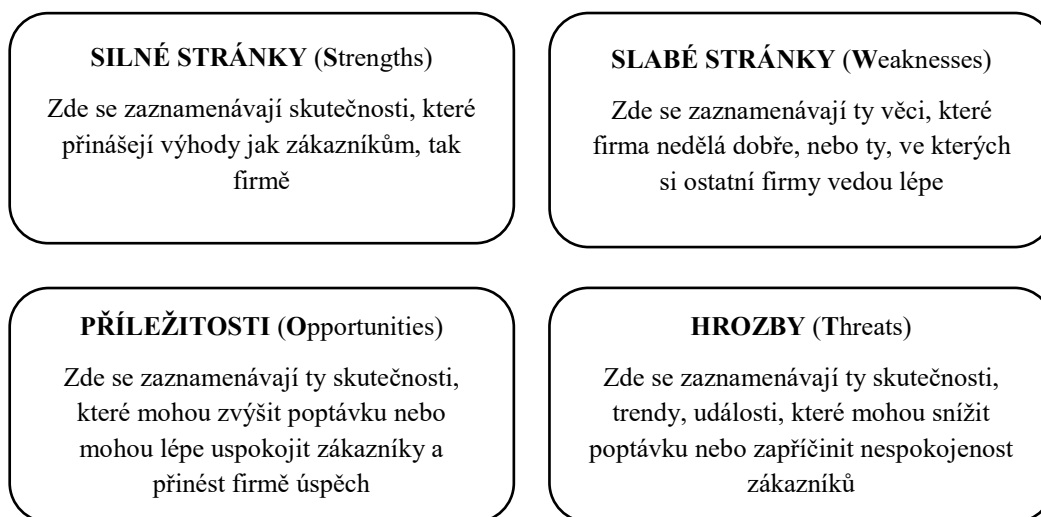 SILNÉ STRÁNKY (Strengths)
Zde se zaznamenávají skutečnosti, které
přinášejí výhody jak zákazníkům, tak
firmě
SLABÉ STRÁNKY (Weaknesses)
Zde se zaznamenávají ty věci, které
firma nedělá dobře, nebo ty, ve kterých
si ostatní firmy vedou lépe
PŘÍLEŽITOSTI (Opportunities)
Zde se zaznamenávají ty skutečnosti,
které mohou zvýšit poptávku nebo
mohou lépe uspokojit zákazníky a
přinést firmě úspěch
HROZBY (Threats)
Zde se zaznamenávají ty skutečnosti,
trendy, události, které mohou snížit
poptávku nebo zapříčinit nespokojenost
zákazníků